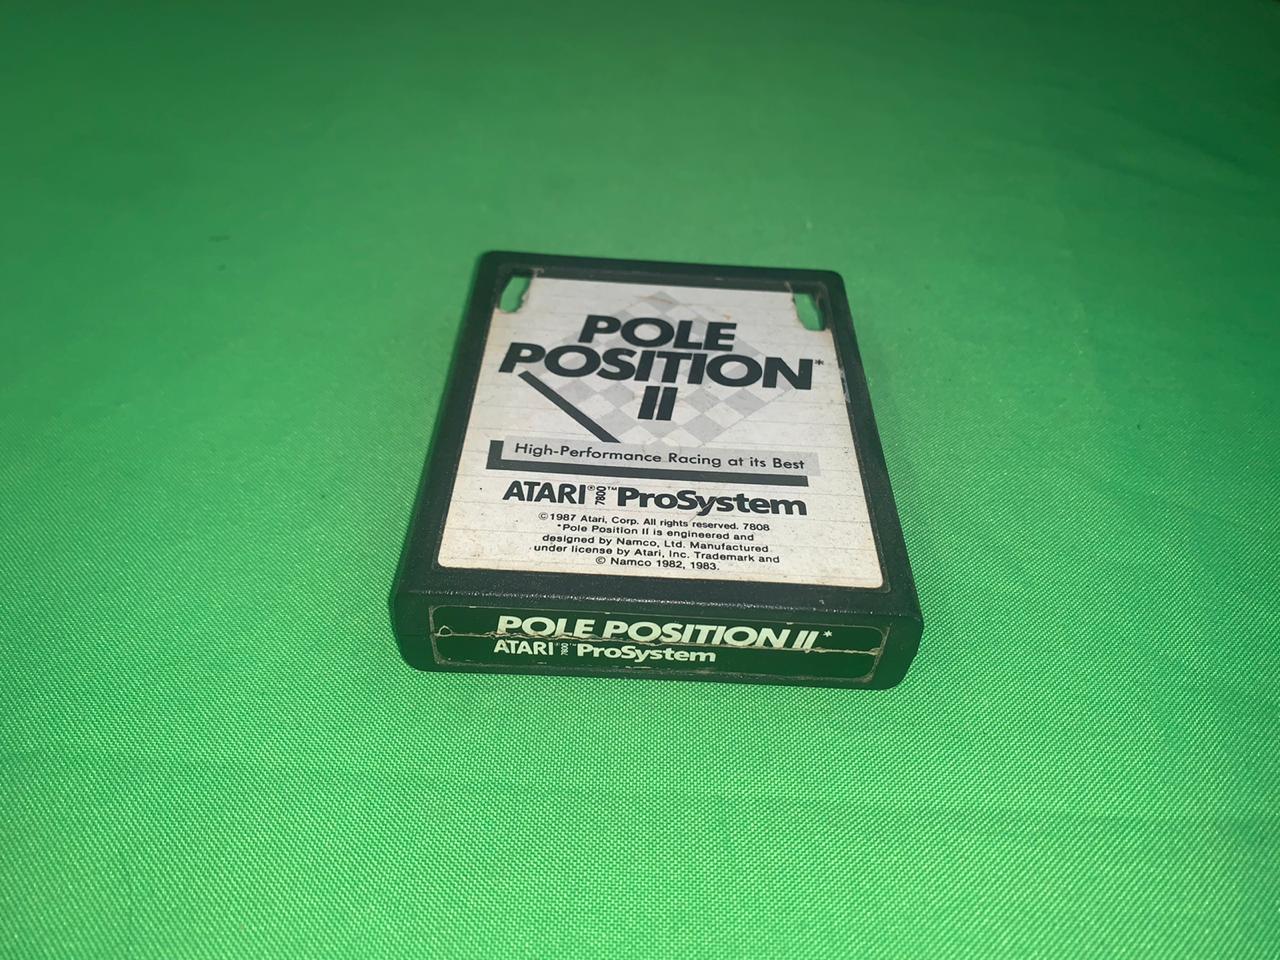 POLE
POSITION*
II
High-Performance Racing at its Best
ATARI® 7800™ ProSystem
©1987 Atari, Corp. All rights reserved. 7808
*Pole Position II is engineered and
designed by Namco, Ltd. Manufactured
under license by Atari, Inc. Trademark and
© Namco 1982, 1983.
POLE POSITION II*
ATARI® 7800™ ProSystem